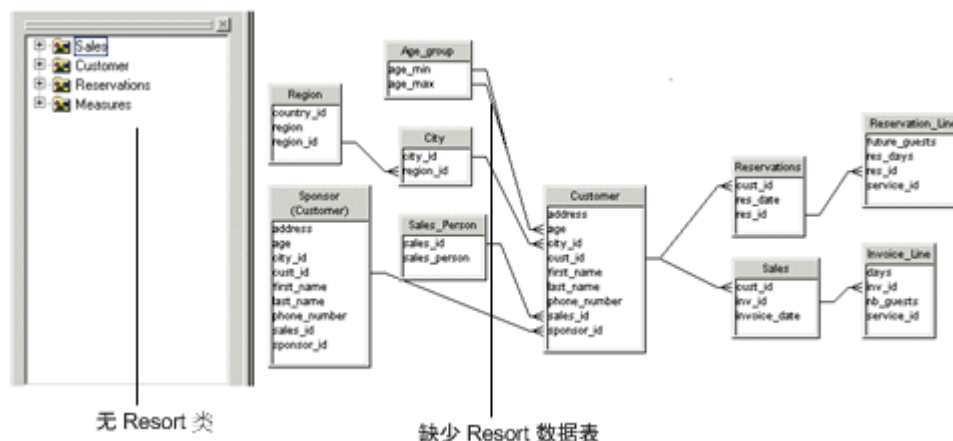 Sales
Customer
Reservations
Measures
Age_group
age_min
age_max
Region
country_id
region
region_id
City
city_id
region_id
Sponsor
(Customer)
address
age
city_id
cust_id
first_name
last_name
phone_number
sales_id
sponsor_id
Sales_Person
sales_id
sales_person
Customer
address
age
city_id
cust_id
first_name
last_name
phone_number
sales_id
sponsor_id
Reservations
cust_id
res_date
res_id
Reservation_Line
future_guests
res_days
res_id
service_id
Sales
cust_id
inv_id
invoice_date
Invoice_Line
days
inv_id
nb_guests
service_id
无 Resort 类
缺少 Resort 数据表